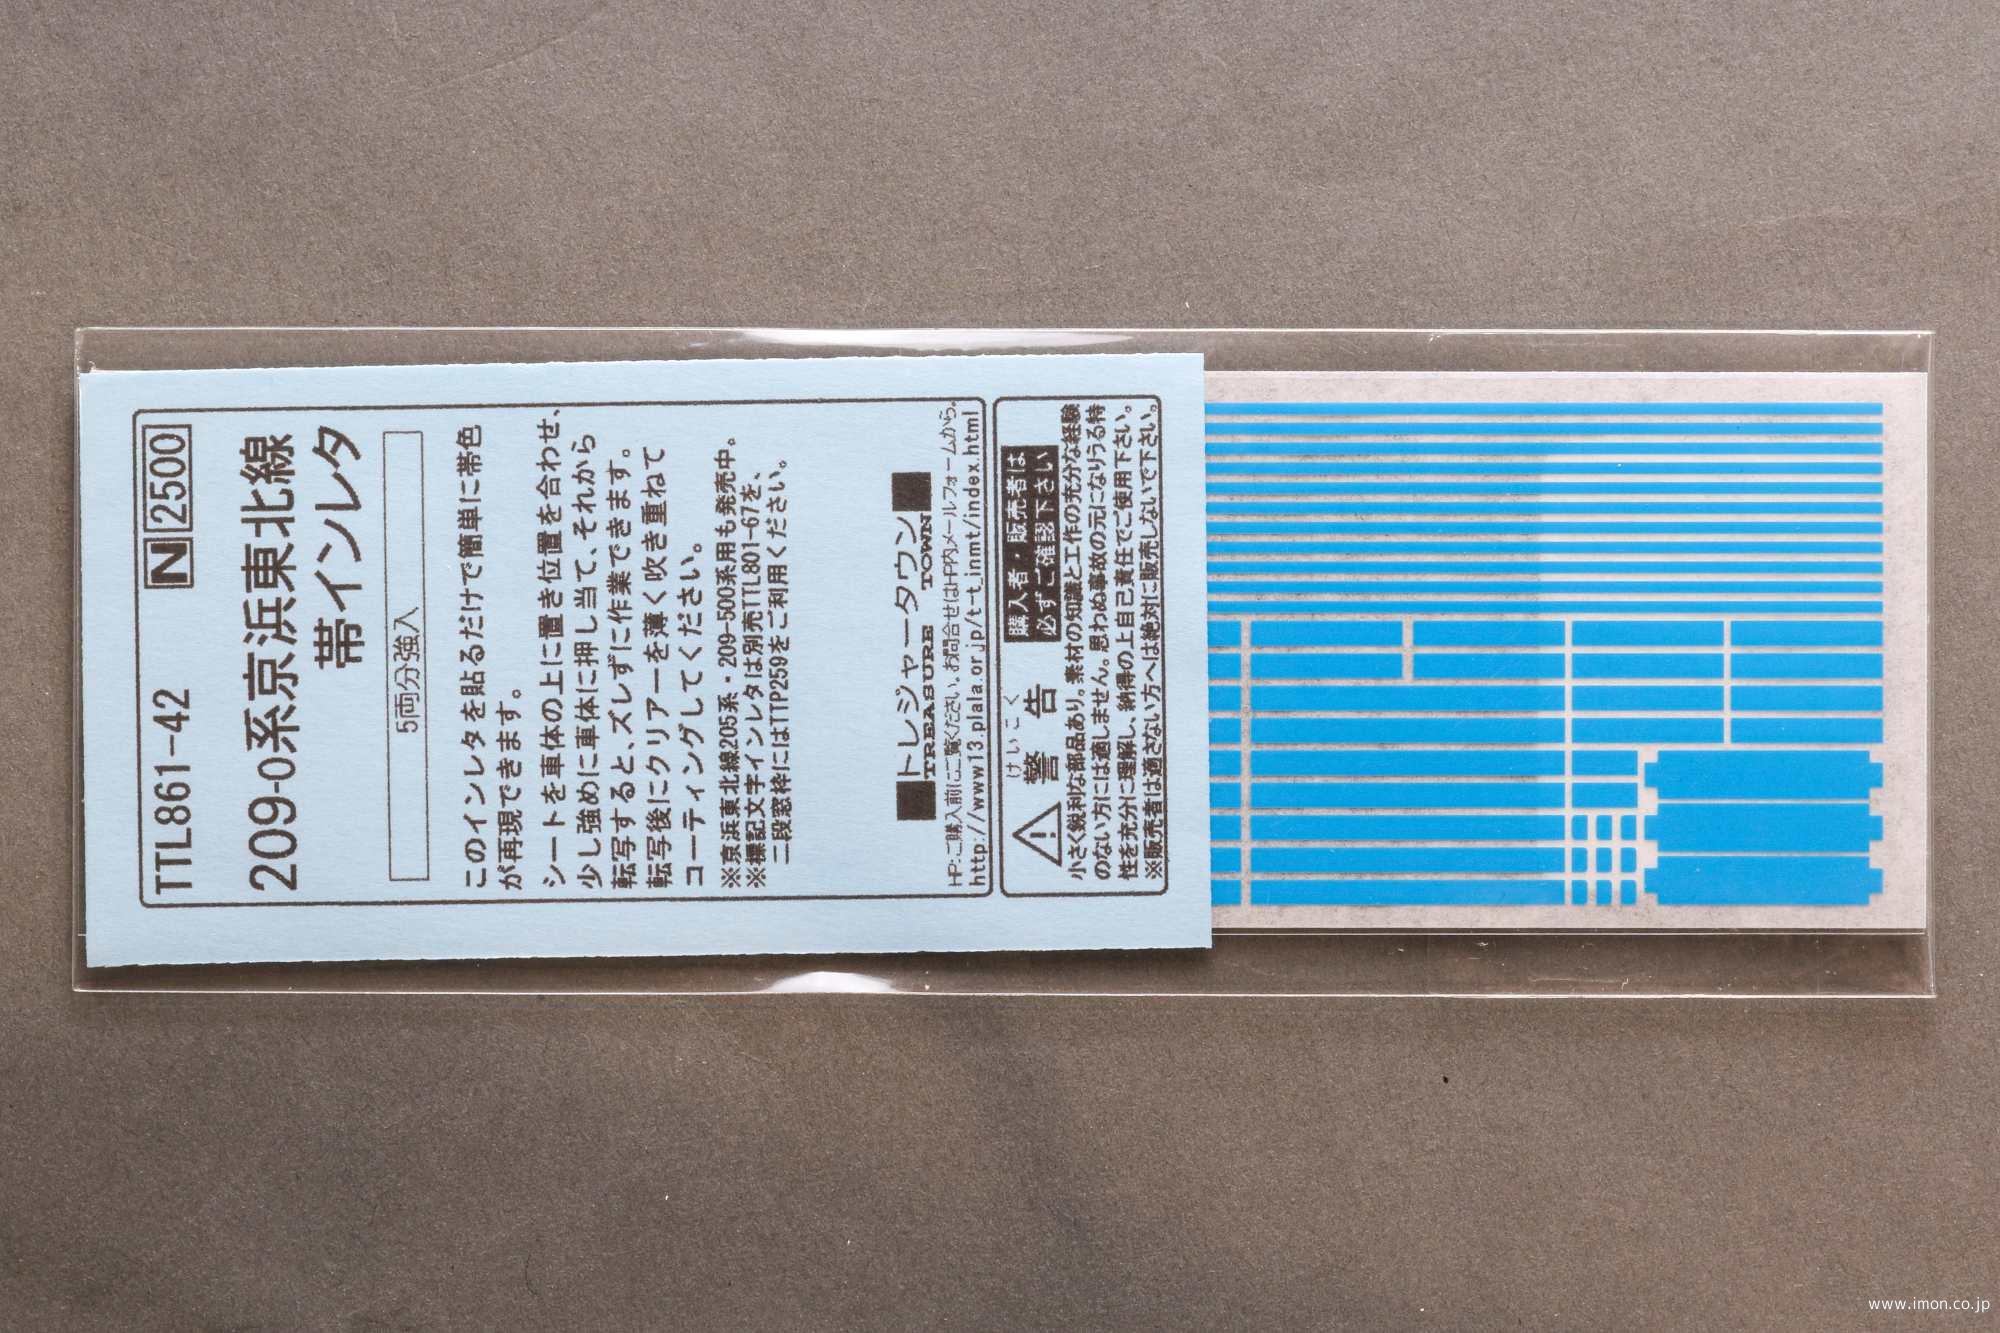 TTL861-42 N 2500
209-0系京浜東北線
帯インレタ
5両分強入
このインレタを貼るだけで簡単に帯色
が再現できます。
シートを車体の上に置き位置を合わせ、
少し強めに車体に押し当て、それから
転写すると、ズレずに作業できます。
転写後にクリアーを薄く吹き重ねて
コーティングしてください。
※京浜東北線205系・209-500系用も発売中。
※標記文字インレタは別売TTL801-67を、
二段窓枠にはTTP259をご利用ください。
トレジャータウン
TREASURE TOWN
HP:ご購入前にご覧ください。お問合せはHP内メールフォームから。
http://www13.plala.or.jp/t-t_inmt/index.html
けいこく
警告
購入者・販売者は
必ずご確認下さい
小さく鋭利な部品あり。素材の知識と工作の充分な経験
のない方には適しません。思わぬ事故の元になりうる特
性を充分に理解し、納得の上自己責任でご使用下さい。
※販売者は適さない方へは絶対に販売しないで下さい。
www.imon.co.jp